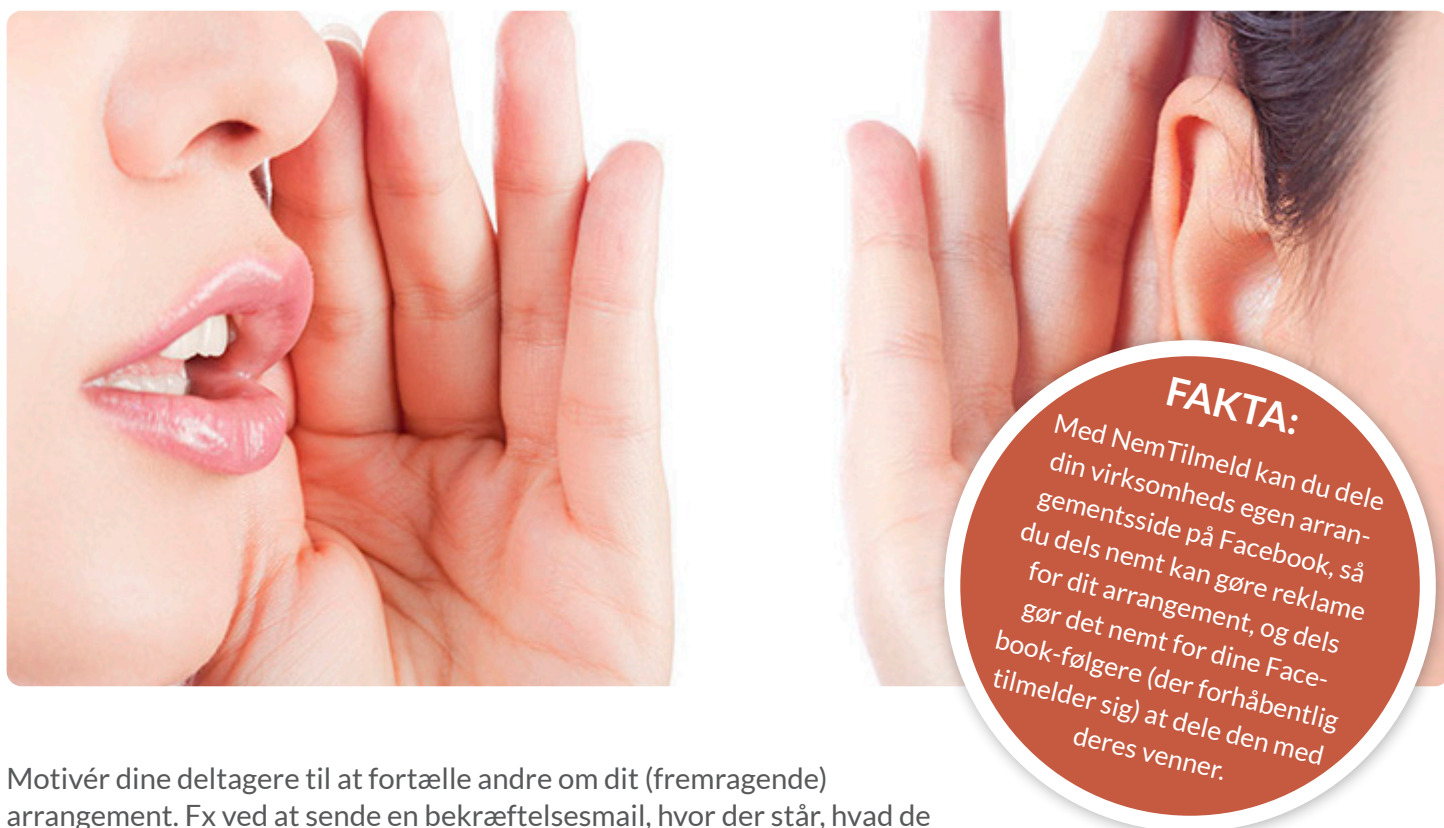 FAKTA:
Med NemTilmeld kan du dele
din virksomheds egen arran-
gementsside på Facebook, så
du dels nemt kan gøre reklame
for dit arrangement, og dels
gør det nemt for dine Face-
book-følgere (der forhåbentlig
tilmelder sig) at dele den med
deres venner.
Motivér dine deltagere til at fortælle andre om dit (fremragende)
arrangement. Fx ved at sende en bekræftelsesmail, hvor der står, hvad de